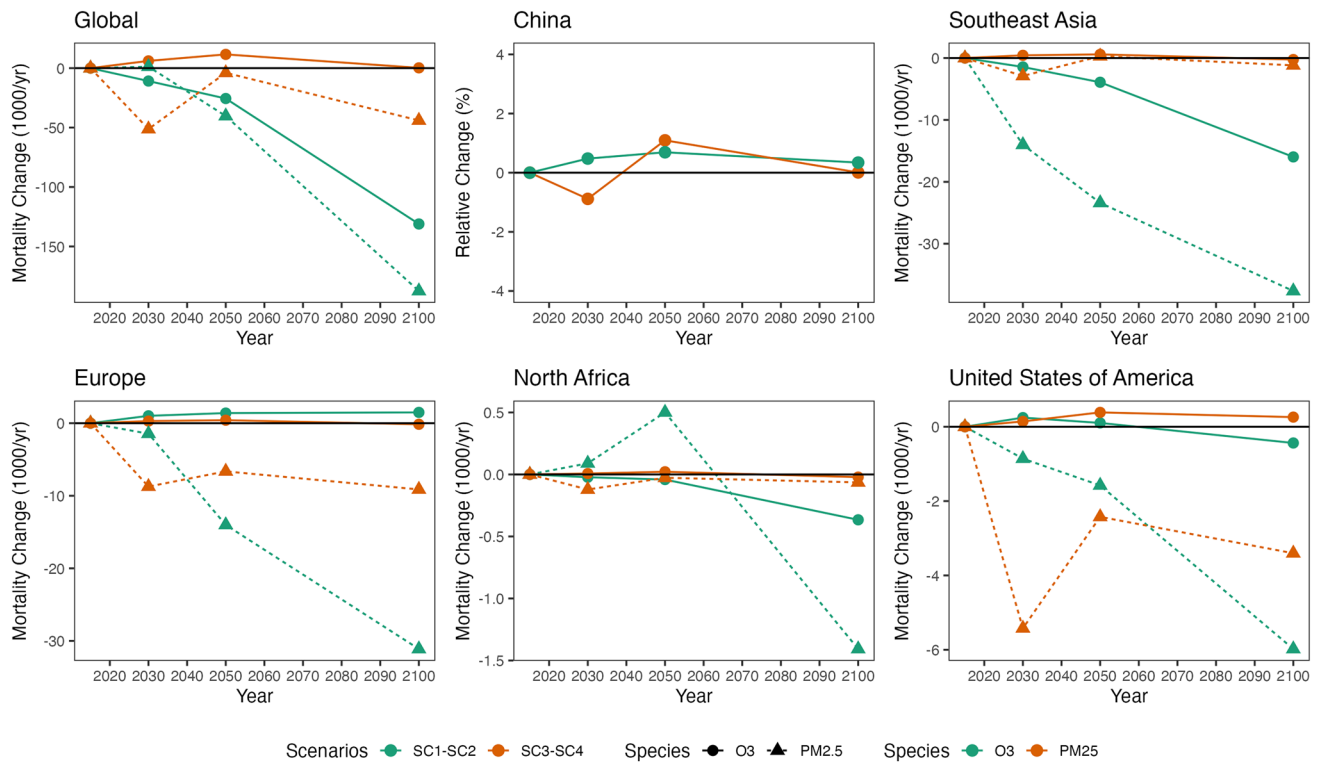 Global
Mortality Change (1000/yr)
0
-50
-100
-150
2020 2030 2040 2050 2060 2070 2080 2090 2100
Year
China
Relative Change (%)
4
2
0
-2
-4
2020 2030 2040 2050 2060 2070 2080 2090 2100
Year
Southeast Asia
Mortality Change (1000/yr)
0
-10
-20
-30
2020 2030 2040 2050 2060 2070 2080 2090 2100
Year
Europe
Mortality Change (1000/yr)
0
-10
-20
-30
2020 2030 2040 2050 2060 2070 2080 2090 2100
Year
North Africa
Mortality Change (1000/yr)
0.5
0.0
-0.5
-1.0
-1.5
2020 2030 2040 2050 2060 2070 2080 2090 2100
Year
United States of America
Mortality Change (1000/yr)
0
-2
-4
-6
2020 2030 2040 2050 2060 2070 2080 2090 2100
Year
Scenarios SC1-SC2 SC3-SC4 Species O3 PM2.5 Species O3 PM25